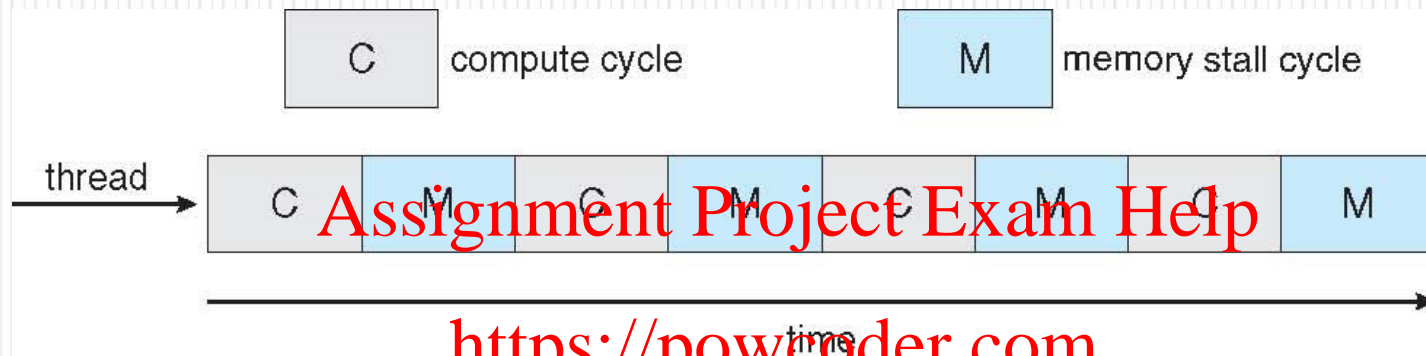 C compute cycle M memory stall cycle
thread
C M C M C M C M
Assignment Project Exam Help
time
https://powcoder.com